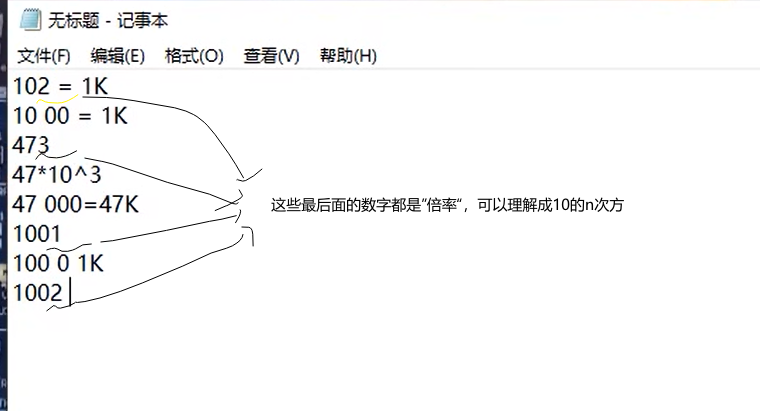 无标题 - 记事本
文件(F) 编辑(E) 格式(O) 查看(V) 帮助(H)
102 = 1K
10 00 = 1K
473
47*10^3
47 000=47K
这些最后面的数字都是“倍率“，可以理解成10的n次方
1001
100 0 1K
1002